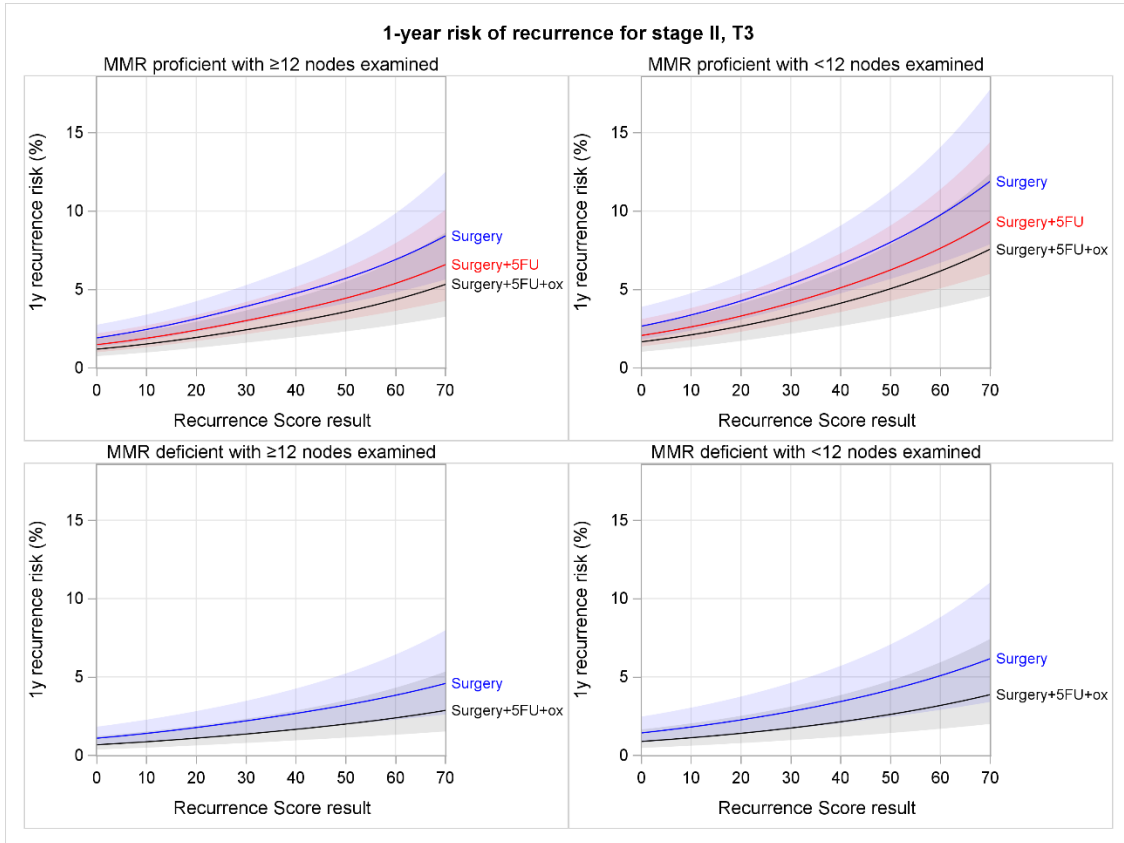 1-year risk of recurrence for stage II, T3
MMR proficient with ≥12 nodes examined
1y recurrence risk (%)
15
10
5
0
Surgery
Surgery+5FU
Surgery+5FU+ox
0 10 20 30 40 50 60 70
Recurrence Score result
MMR proficient with <12 nodes examined
1y recurrence risk (%)
15
10
5
0
Surgery
Surgery+5FU
Surgery+5FU+ox
0 10 20 30 40 50 60 70
Recurrence Score result
MMR deficient with ≥12 nodes examined
1y recurrence risk (%)
15
10
5
0
Surgery
Surgery+5FU+ox
0 10 20 30 40 50 60 70
Recurrence Score result
MMR deficient with <12 nodes examined
1y recurrence risk (%)
15
10
5
0
Surgery
Surgery+5FU+ox
0 10 20 30 40 50 60 70
Recurrence Score result